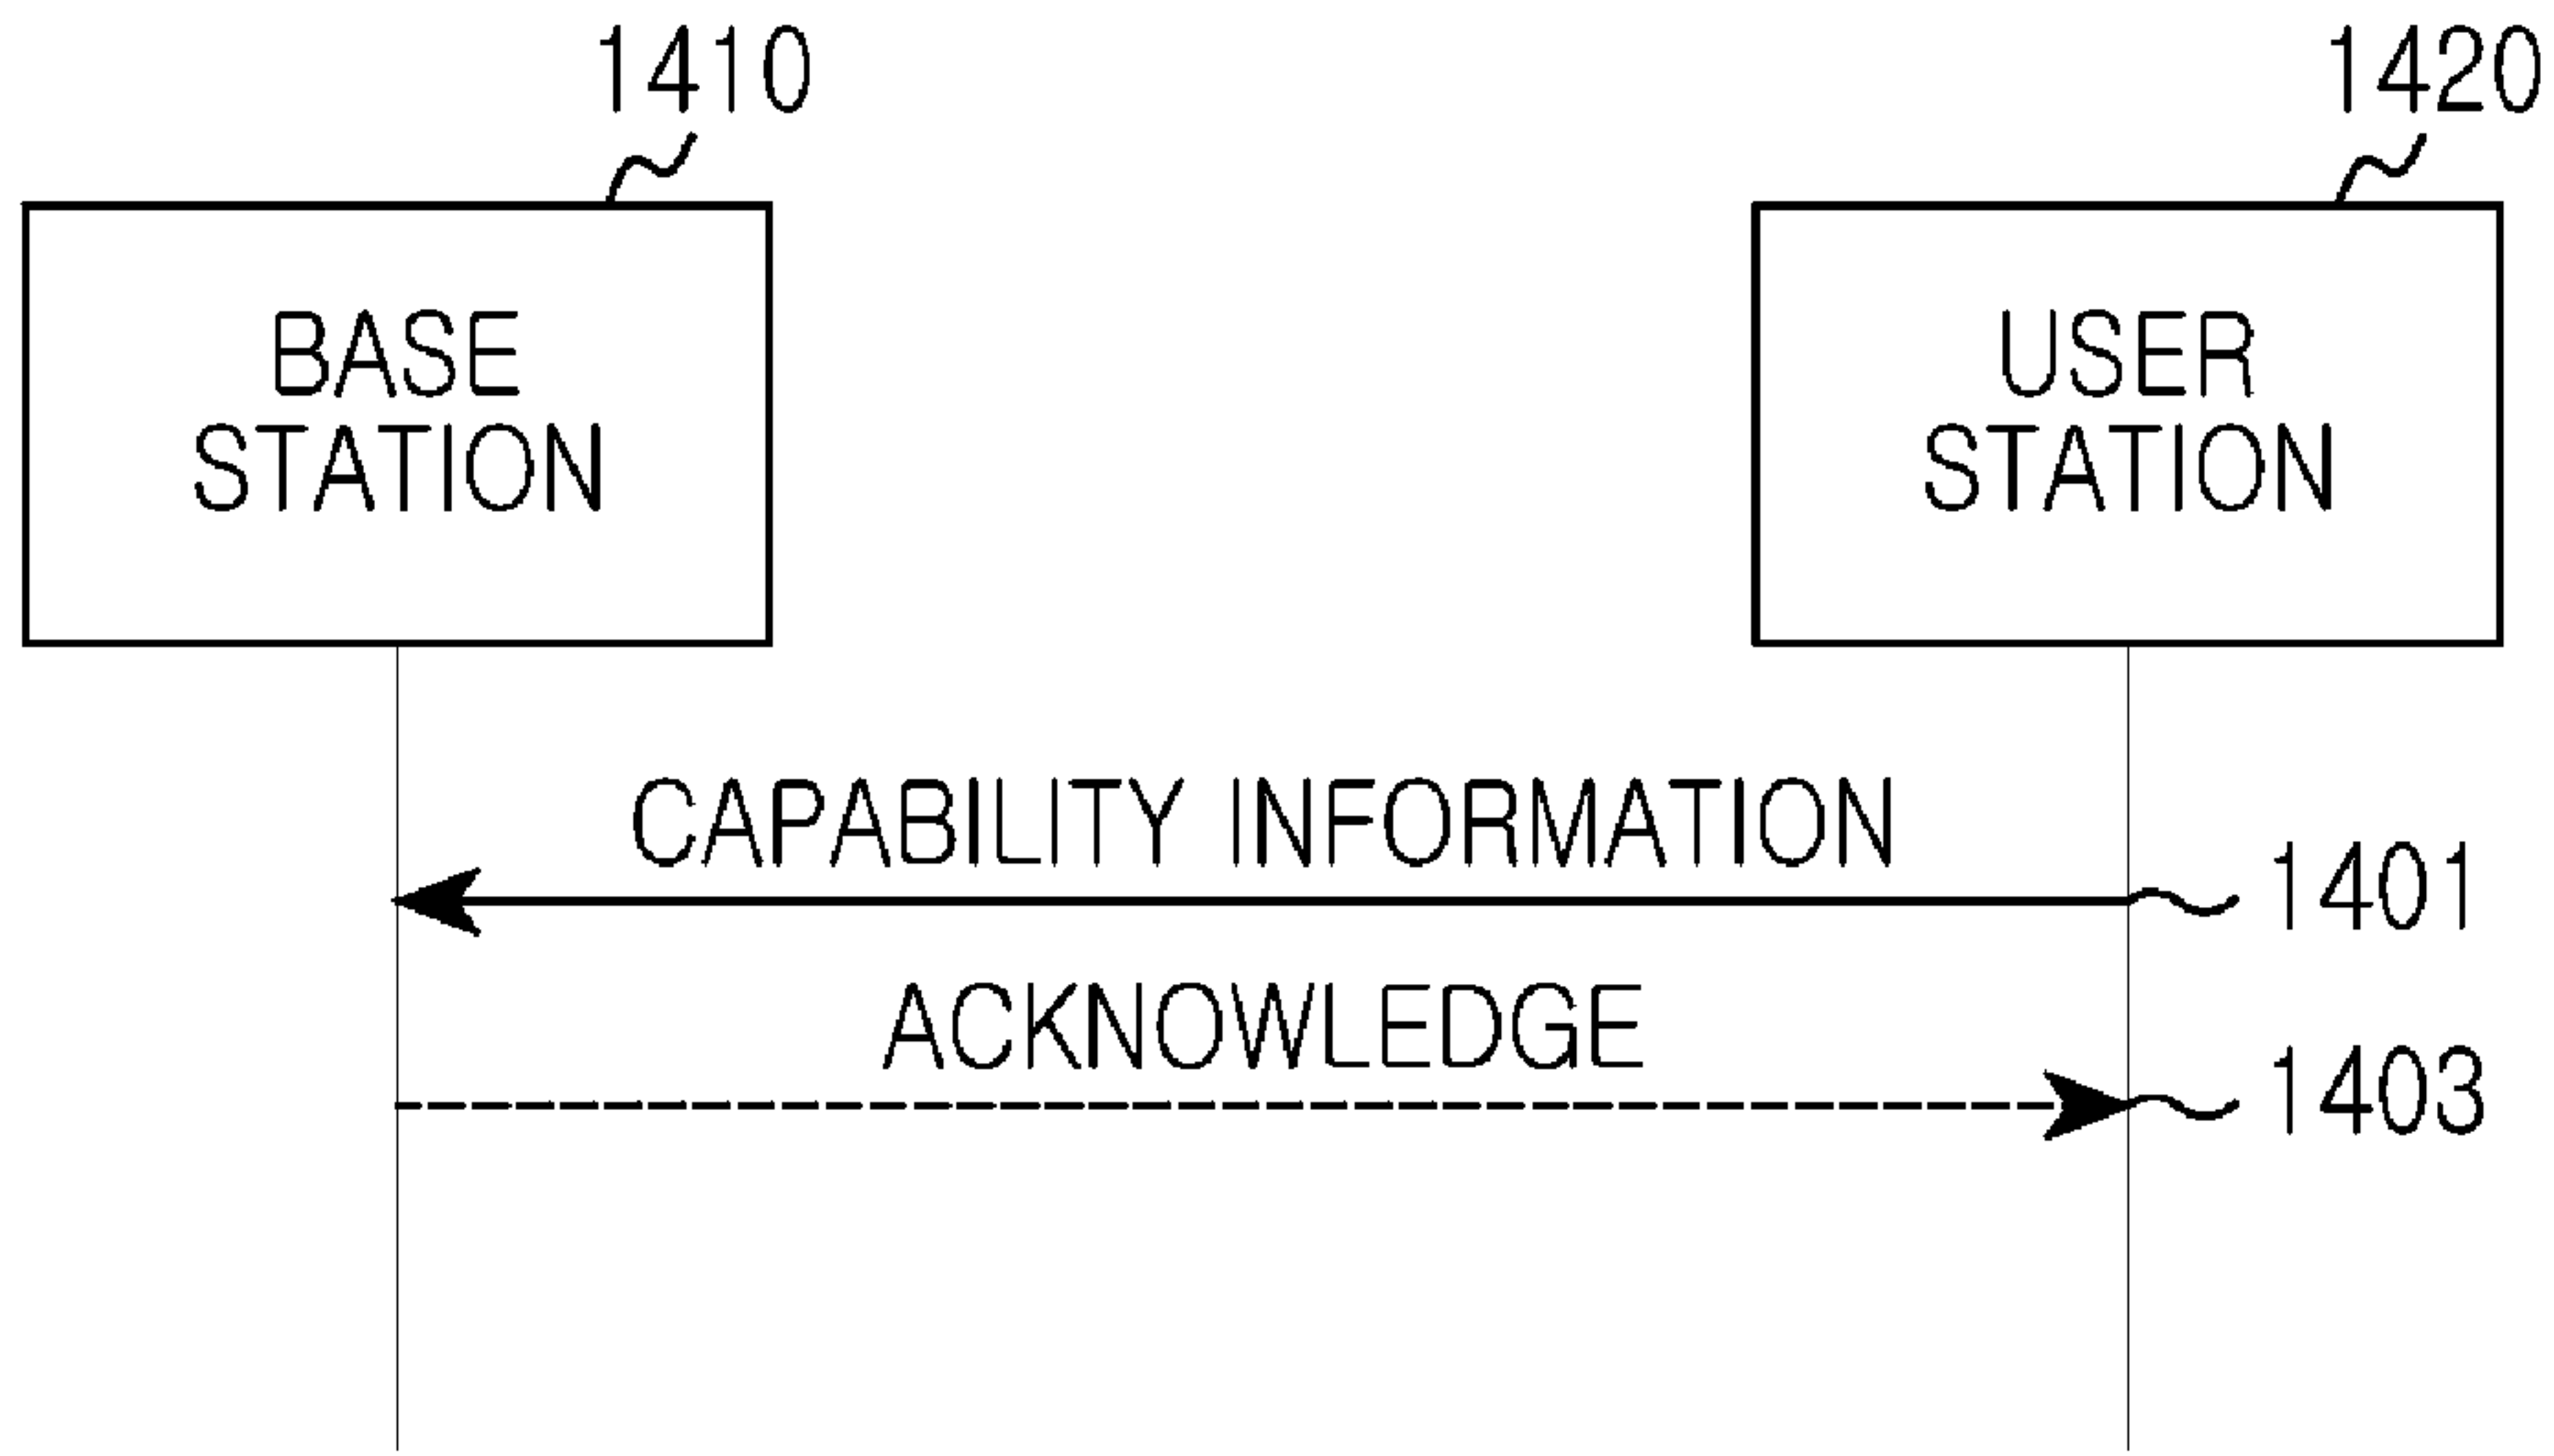 1410
1420
BASE
STATION
USER
STATION
CAPABILITY INFORMATION
1401
ACKNOWLEDGE
1403